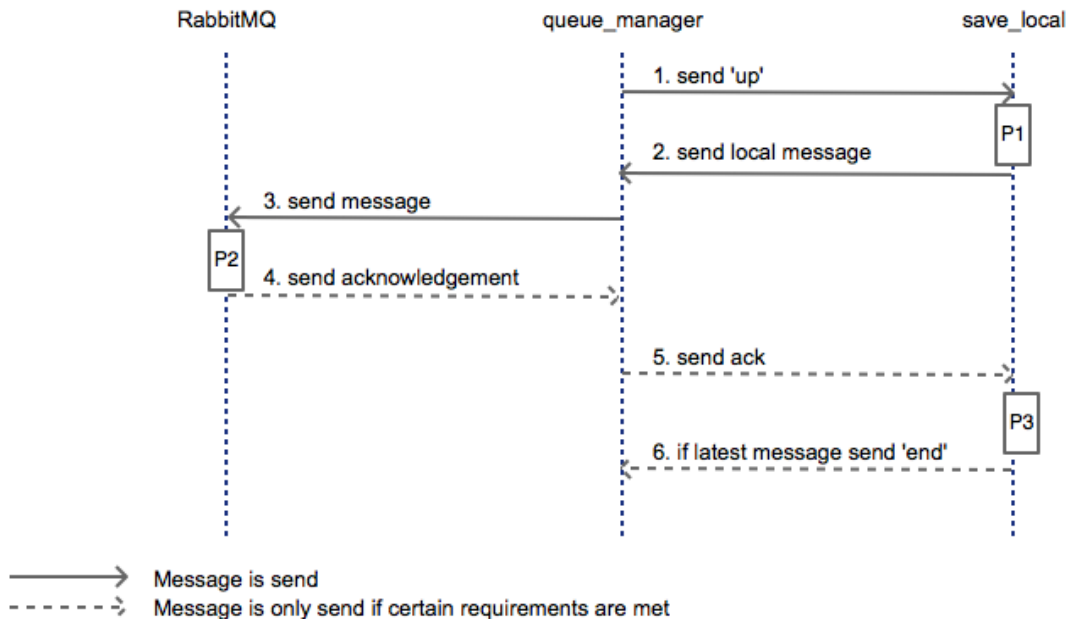 RabbitMQ queue_manager save_local
1. send 'up'
P1
2. send local message
3. send message
P2
4. send acknowledgement
5. send ack
P3
6. if latest message send 'end'
Message is send
Message is only send if certain requirements are met